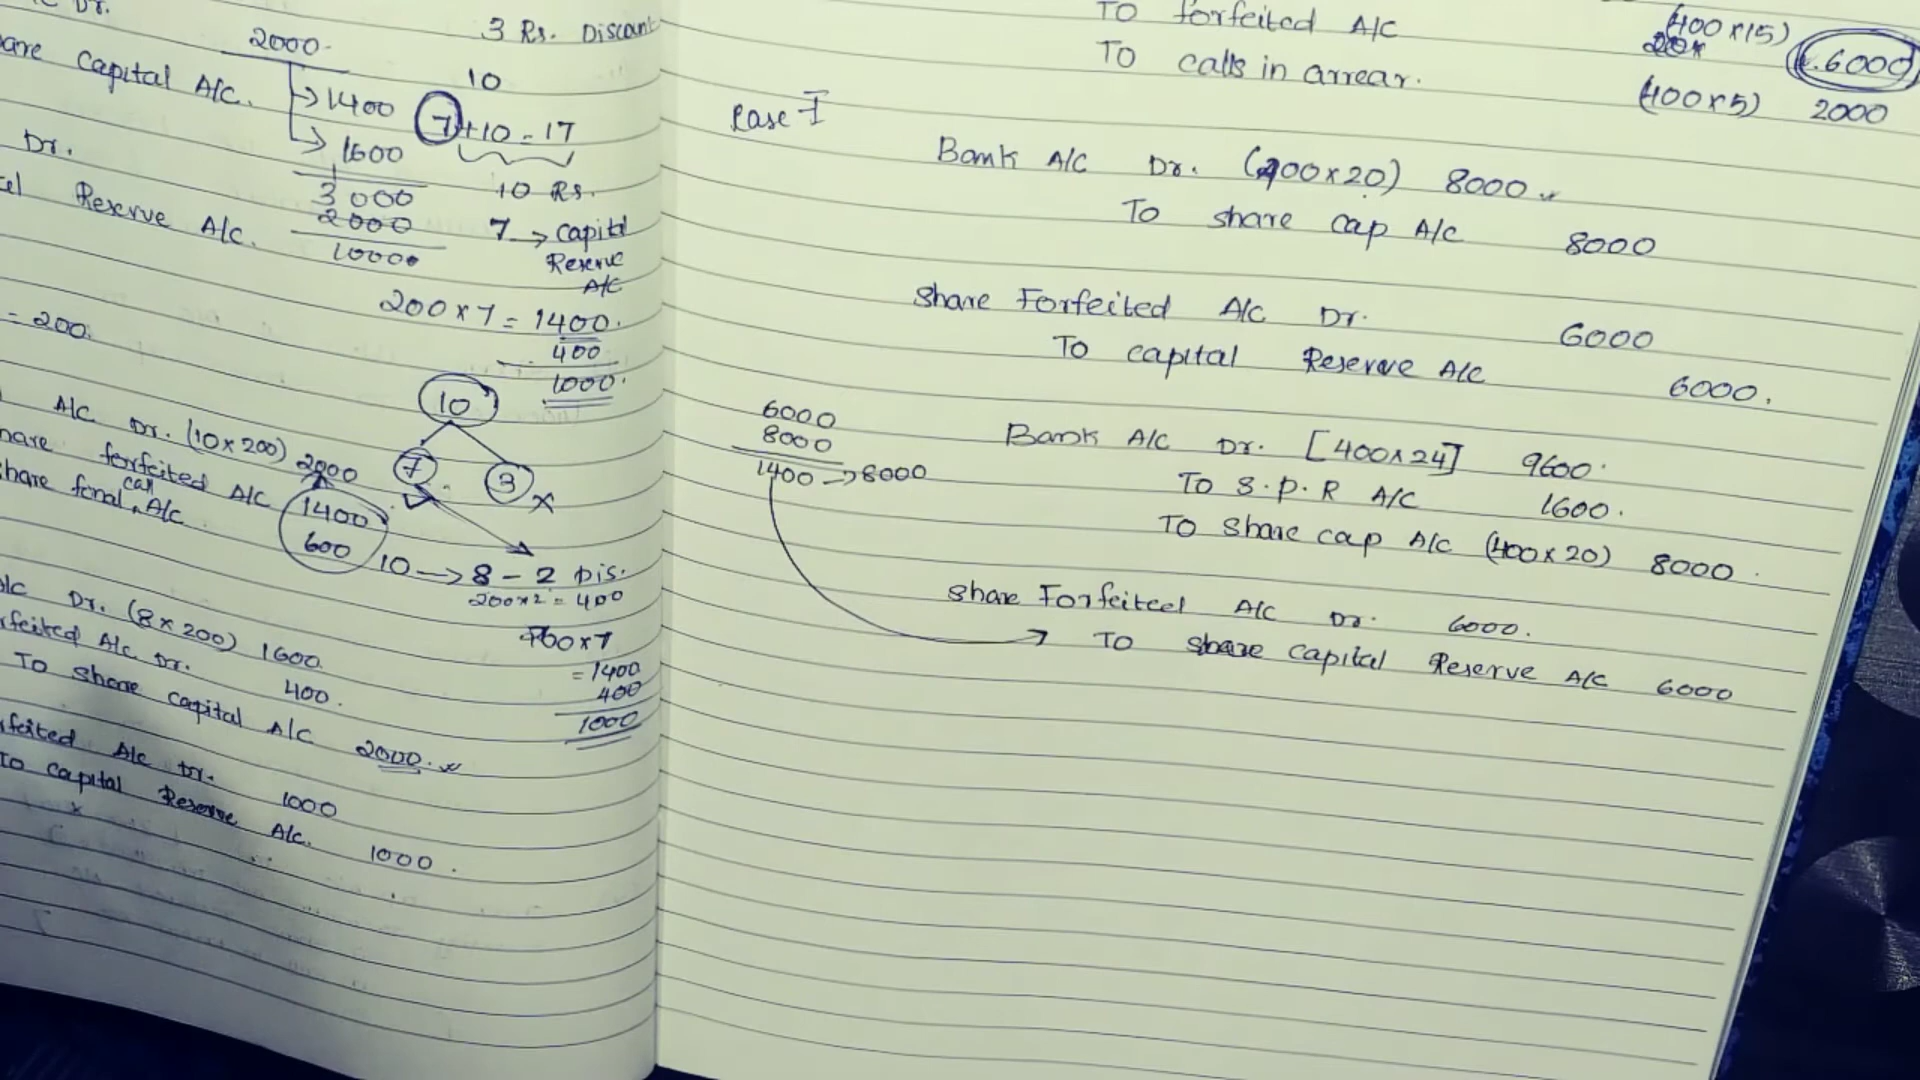 Dr.
3 Rs. Discount
2000
Capital A/c.
10
→1400
7+10=17
→ 1600
Dr.
3000
10 Rs.
Reserve A/c.
2000
7 → Capital
10000
Reserve
A/c
200×7=1400.
= 200.
400
1000.
10
A/c Dr. (10×200) 2000
7
3 ×
forfeited A/c
1400
call
final A/c
600
10→8-2 Dis.
200×2=400
Dr. (8×200) 1600
×7
=1400
A/c Dr. 400.
400
To share capital A/c 2000.
1000
A/c Dr. 1000
To capital Reserve A/c. 1000.
To forfeited A/c (400×15) 6000
To calls in arrear. (400×5) 2000
Case I
Bank A/c Dr. (400×20) 8000
To share cap A/c 8000
Share Forfeited A/c Dr. 6000
To capital Reserve A/c 6000.
6000
8000
1400→8000
Bank A/c Dr. [400×24] 9600.
To S.P.R A/c 1600.
To share cap A/c (400×20) 8000
Share Forfeited A/c Dr. 6000.
To share capital Reserve A/c 6000